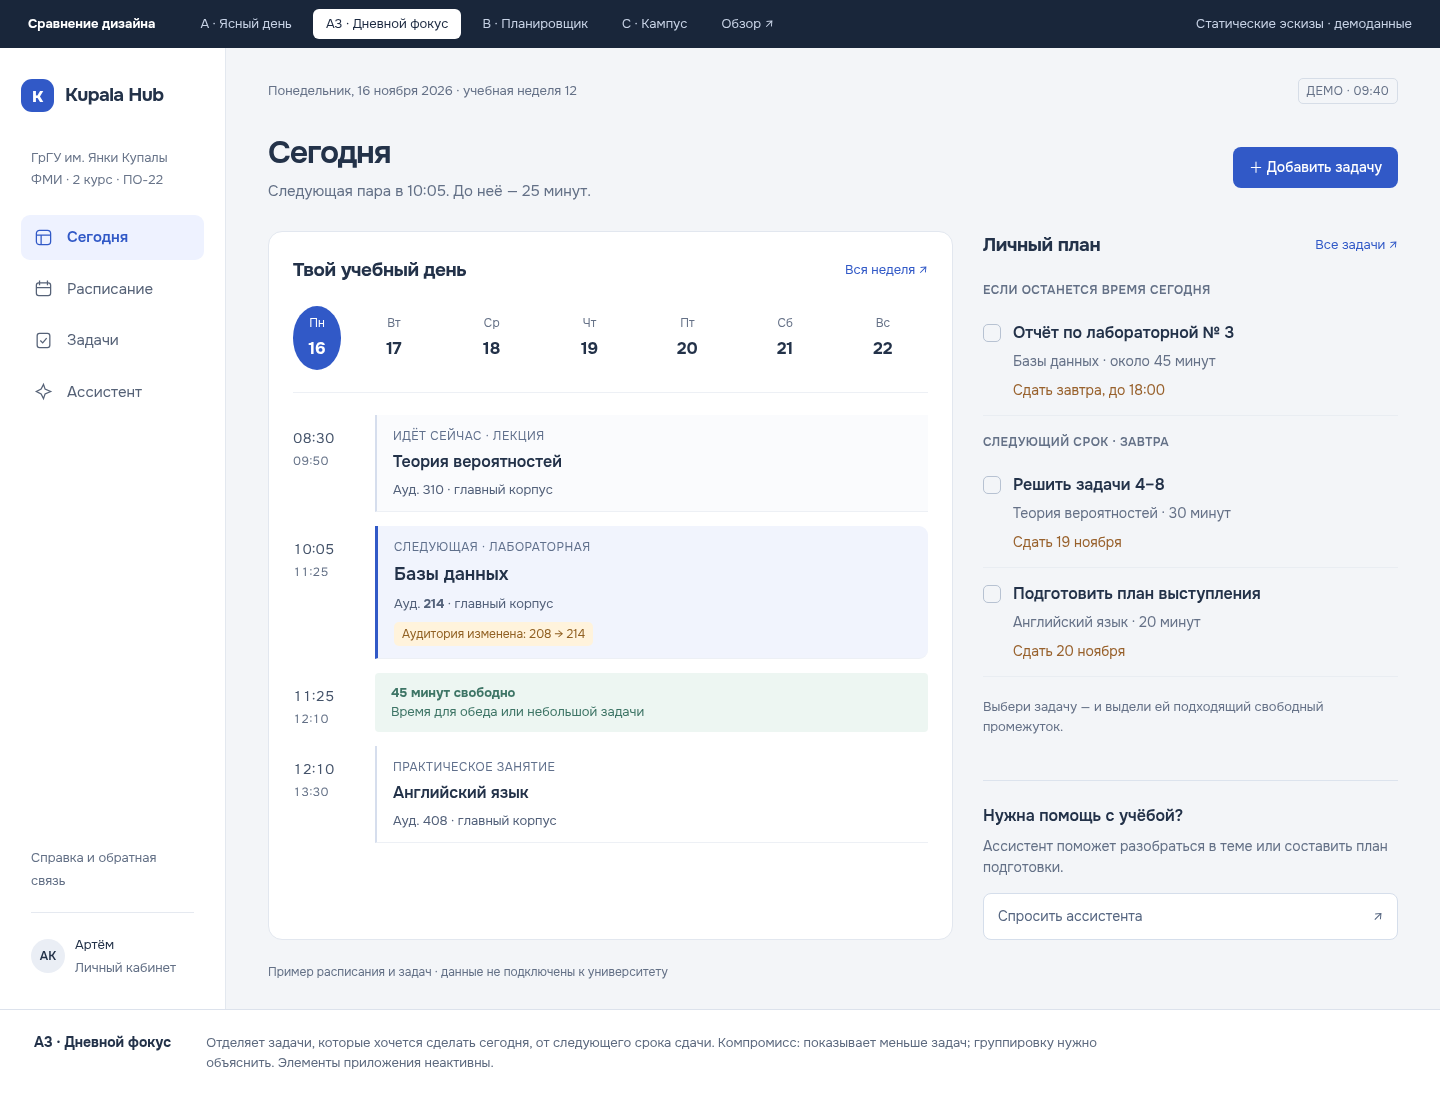 Сравнение дизайна
A · Ясный день
A3 · Дневной фокус
B · Планировщик
C · Кампус
Обзор ↗
Статические эскизы · демоданные
K
Kupala Hub
ГрГУ им. Янки Купалы
ФМИ · 2 курс · ПО-22
Сегодня
Расписание
Задачи
Ассистент
Справка и обратная
связь
АК
Артём
Личный кабинет
Понедельник, 16 ноября 2026 · учебная неделя 12
ДЕМО · 09:40
Сегодня
Следующая пара в 10:05. До неё — 25 минут.
+ Добавить задачу
Твой учебный день
Вся неделя ↗
Пн
16
Вт
17
Ср
18
Чт
19
Пт
20
Сб
21
Вс
22
08:30
09:50
ИДЁТ СЕЙЧАС · ЛЕКЦИЯ
Теория вероятностей
Ауд. 310 · главный корпус
10:05
11:25
СЛЕДУЮЩАЯ · ЛАБОРАТОРНАЯ
Базы данных
Ауд. 214 · главный корпус
Аудитория изменена: 208 → 214
11:25
12:10
45 минут свободно
Время для обеда или небольшой задачи
12:10
13:30
ПРАКТИЧЕСКОЕ ЗАНЯТИЕ
Английский язык
Ауд. 408 · главный корпус
Личный план
Все задачи ↗
ЕСЛИ ОСТАНЕТСЯ ВРЕМЯ СЕГОДНЯ
Отчёт по лабораторной № 3
Базы данных · около 45 минут
Сдать завтра, до 18:00
СЛЕДУЮЩИЙ СРОК · ЗАВТРА
Решить задачи 4–8
Теория вероятностей · 30 минут
Сдать 19 ноября
Подготовить план выступления
Английский язык · 20 минут
Сдать 20 ноября
Выбери задачу — и выдели ей подходящий свободный
промежуток.
Нужна помощь с учёбой?
Ассистент поможет разобраться в теме или составить план
подготовки.
Спросить ассистента ↗
Пример расписания и задач · данные не подключены к университету
A3 · Дневной фокус
Отделяет задачи, которые хочется сделать сегодня, от следующего срока сдачи. Компромисс: показывает меньше задач; группировку нужно
объяснить. Элементы приложения неактивны.